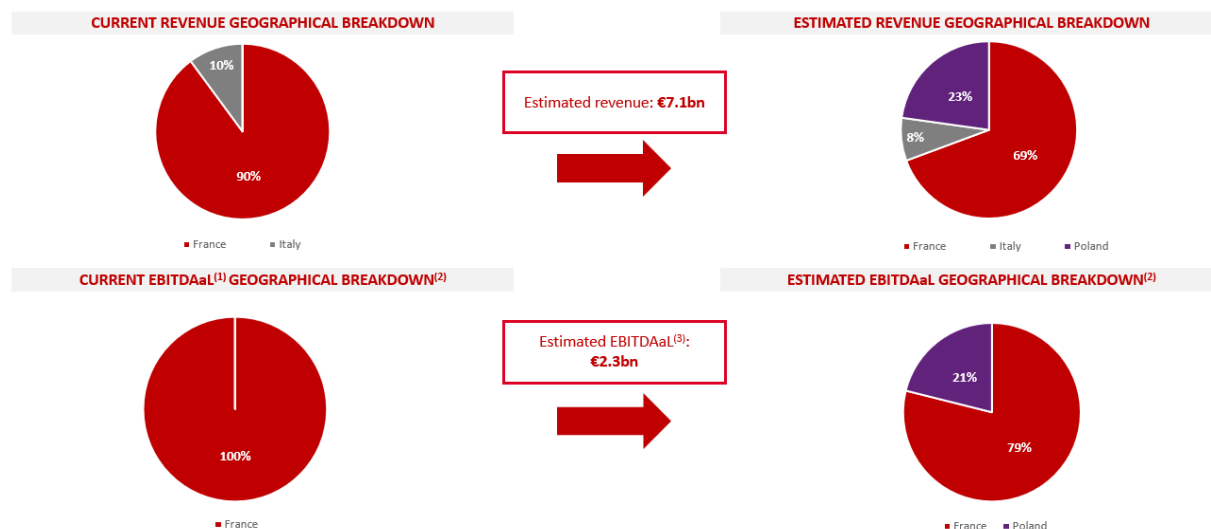 CURRENT REVENUE GEOGRAPHICAL BREAKDOWN
10%
90%
France Italy
Estimated revenue: €7.1bn
ESTIMATED REVENUE GEOGRAPHICAL BREAKDOWN
23%
8%
69%
France Italy Poland
CURRENT EBITDAaL(1) GEOGRAPHICAL BREAKDOWN(2)
100%
France
Estimated EBITDAaL(3):
€2.3bn
ESTIMATED EBITDAaL GEOGRAPHICAL BREAKDOWN(2)
21%
79%
France Poland